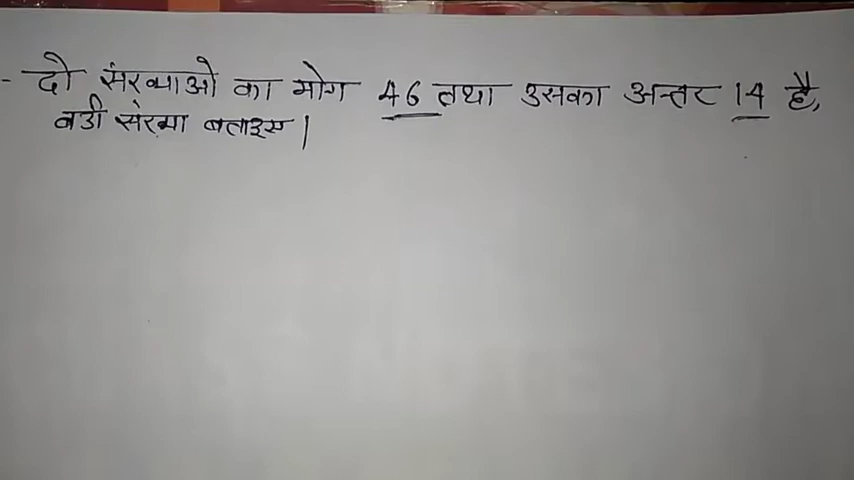 - दो संख्याओ का योग 46 तथा उसका अन्तर 14 है,
बडी संख्या बताइए।